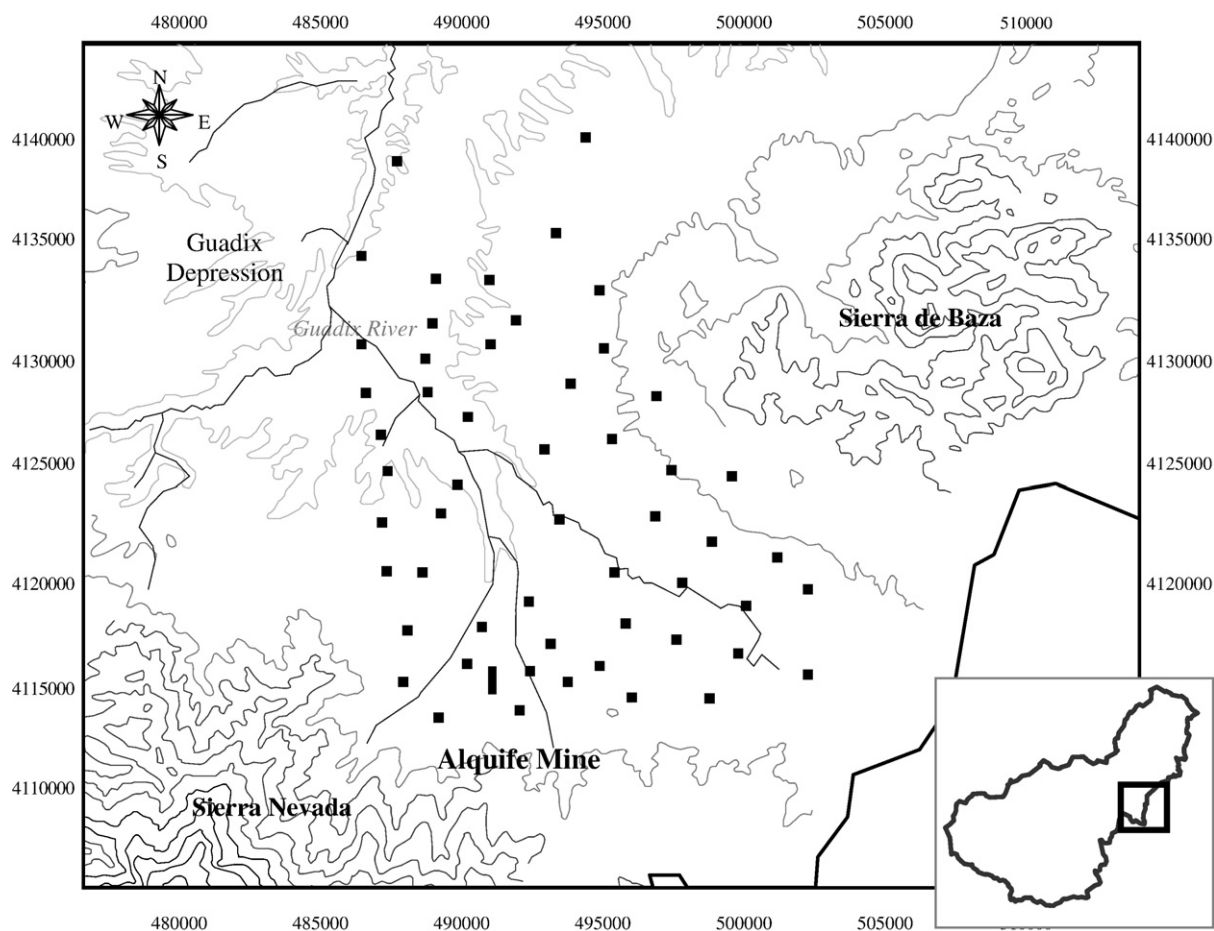 480000 485000 490000 495000 500000 505000 510000
N
W E
S
4140000 4140000
4135000 4135000
Guadix
Depression
Guadix River
Sierra de Baza
4130000 4130000
4125000 4125000
4120000 4120000
4115000 4115000
Alquife Mine
4110000
Sierra Nevada
480000 485000 490000 495000 500000 505000